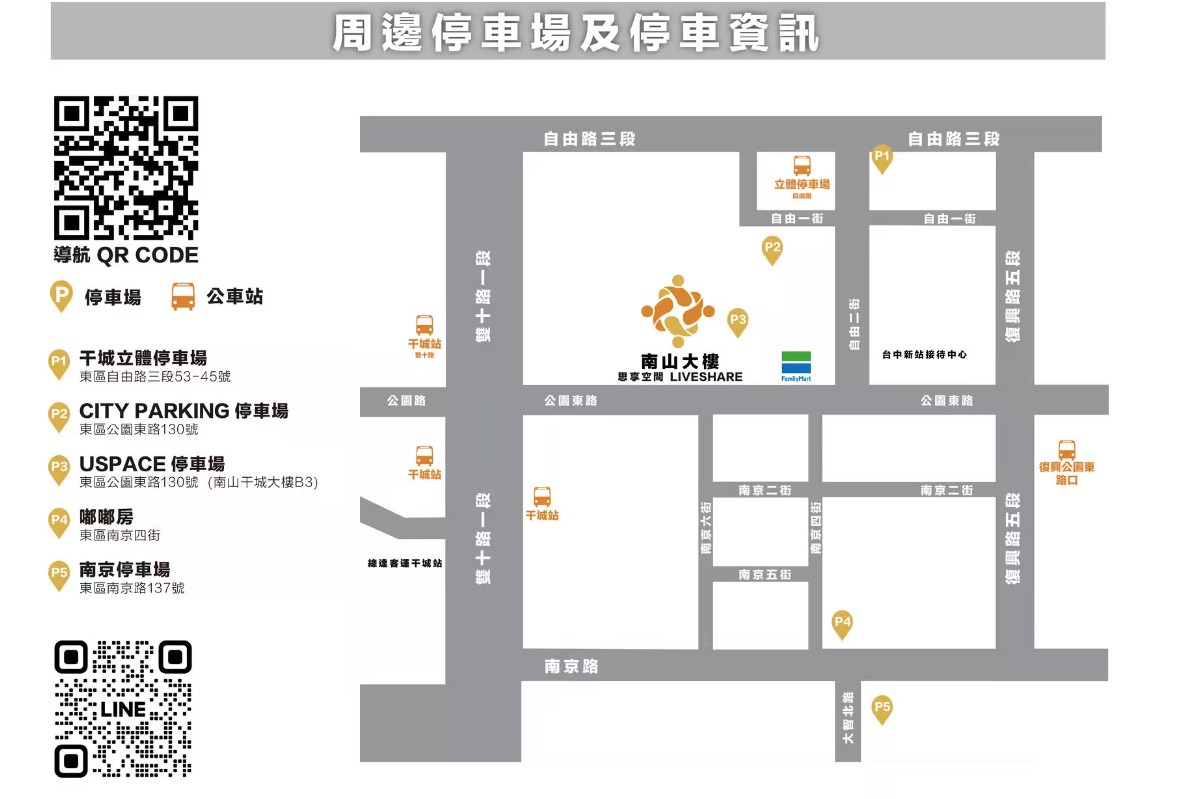 周邊停車場及停車資訊
導航 QR CODE
P 停車場
公車站
P1 干城立體停車場
東區自由路三段53-45號
P2 CITY PARKING 停車場
東區公園東路130號
P3 USPACE 停車場
東區公園東路130號 (南山干城大樓B3)
P4 嘟嘟房
東區南京四街
P5 南京停車場
東區南京路137號
LINE
自由路三段
自由路三段
P1
立體停車場
自由路
自由一街
自由一街
P2
雙十路一段
復興路五段
自由二街
P3
干城站
雙十路
南山大樓
思享空間 LIVESHARE
FamilyMart
台中新站接待中心
公園路
公園東路
公園東路
干城站
復興公園東
路口
南京二街
南京二街
干城站
南京六街
南京四街
雙十路一段
復興路五段
總達客運干城站
南京五街
P4
南京路
大智北路
P5